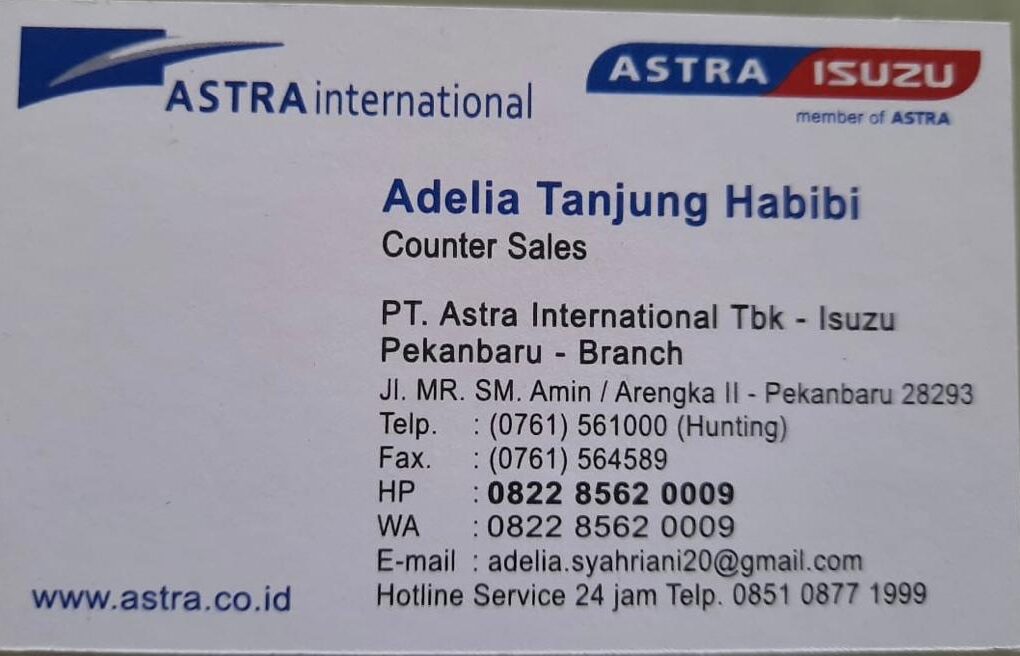 ASTRA international
ASTRA ISUZU
member of ASTRA
Adelia Tanjung Habibi
Counter Sales
PT. Astra International Tbk - Isuzu
Pekanbaru - Branch
Jl. MR. SM. Amin / Arengka II - Pekanbaru 28293
Telp. : (0761) 561000 (Hunting)
Fax. : (0761) 564589
HP : 0822 8562 0009
WA : 0822 8562 0009
E-mail : adelia.syahriani20@gmail.com
Hotline Service 24 jam Telp. 0851 0877 1999
www.astra.co.id